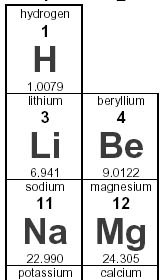 hydrogen
1
H
1.0079
lithium beryllium
3 4
Li Be
6.941 9.0122
sodium magnesium
11 12
Na Mg
22.990 24.305
potassium calcium